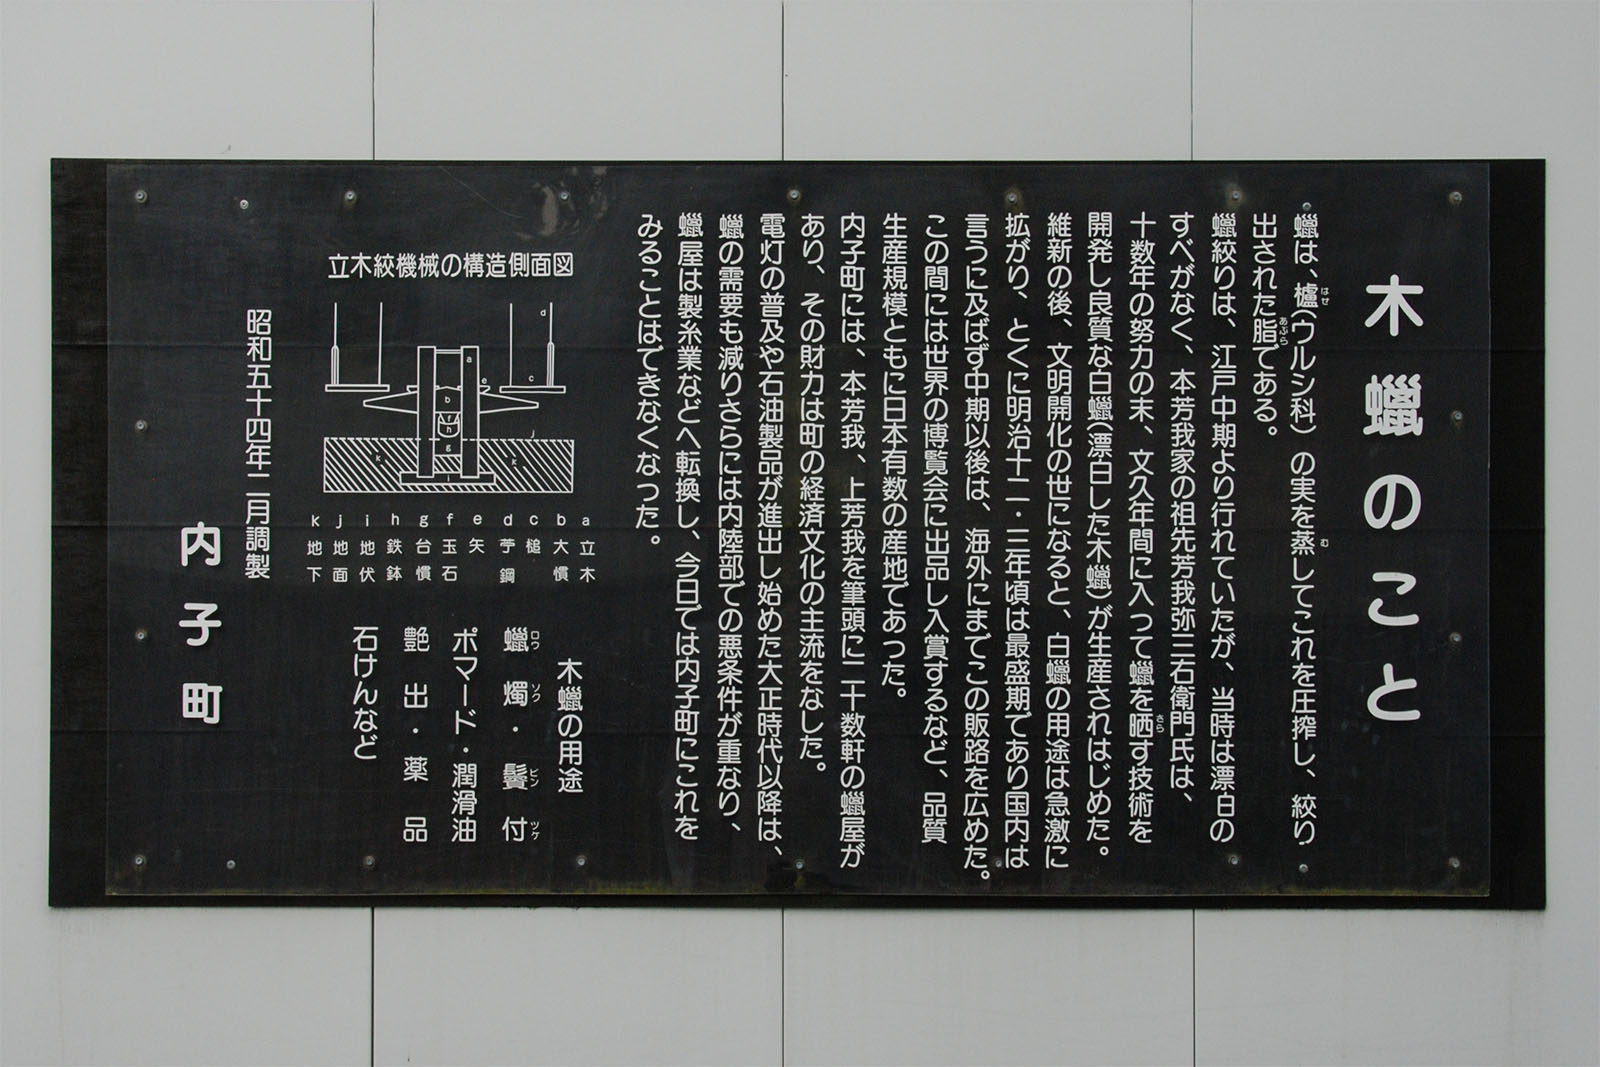 木蠟のこと
蠟は、櫨(ウルシ科)の実を蒸してこれを圧搾し、絞り
出された脂である。
蠟絞りは、江戸中期より行れていたが、当時は漂白の
すべがなく、本芳我家の祖先芳我弥三右衛門氏は、
十数年の努力の末、文久年間に入つて蠟を晒す技術を
開発し良質な白蠟(漂白した木蠟)が生産されはじめた。
維新の後、文明開化の世になると、白蠟の用途は急激に
拡がり、とくに明治十二・三年頃は最盛期であり国内は
言うに及ばず中期以後は、海外にまでこの販路を広めた。
この間には世界の博覧会に出品し入賞するなど、品質
生産規模ともに日本有数の産地であった。
内子町には、本芳我、上芳我を筆頭に二十数軒の蠟屋が
あり、その財力は町の経済文化の主流をなした。
電灯の普及や石油製品が進出し始めた大正時代以降は、
蠟の需要も減りさらには内陸部での悪条件が重なり、
蠟屋は製糸業などへ転換し、今日では内子町にこれを
みることはできなくなった。
立木絞機械の構造側面図
a 立木
b 大慣
c 槌
d 苧綱
e 矢
f 玉石
g 台慣
h 鉄鉢
i 地伏
j 地面
k 地下
木蠟の用途
蠟燭・鬢付
ポマード・潤滑油
艶出・薬品
石けんなど
昭和五十四年二月調製
内子町